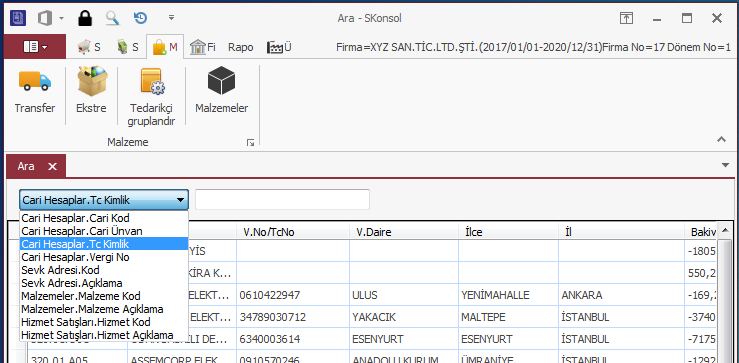 Ara - SKonsol
S S M Fi Rapo Ü Firma=XYZ SAN.TİC.LTD.ŞTİ.(2017/01/01-2020/12/31)Firma No=17 Dönem No=1
Transfer Ekstre Tedarikçi gruplandır Malzemeler
Malzeme
Ara
Cari Hesaplar.Tc Kimlik
Cari Hesaplar.Cari Kod
Cari Hesaplar.Cari Ünvan
Cari Hesaplar.Tc Kimlik
Cari Hesaplar.Vergi No
Sevk Adresi.Kod
Sevk Adresi.Açıklama
Malzemeler.Malzeme Kod
Malzemeler.Malzeme Açıklama
Hizmet Satışları.Hizmet Kod
Hizmet Satışları.Hizmet Açıklama
V.No/TcNo V.Daire İlce İl Bakiy
YİS -1805
KİRA K... 550,2
ELEKT... 0610422947 ULUS YENİMAHALLE ANKARA -169,
ELEKT... 34789030712 YAKACIK MALTEPE İSTANBUL -3740
DE... 6340003614 ESENYURT ESENYURT İSTANBUL -7175
320.01.A05 ASSEMCORP ELEK... 0910570246 ANADOLU KURUM... ÜMRANİYE İSTANBUL -1292